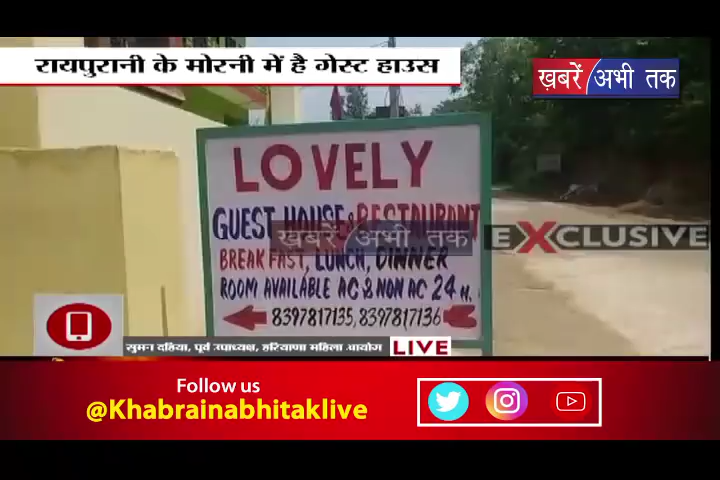 रायपुरानी के मोरनी में है गेस्ट हाउस
ख़बरें अभी तक
LOVELY
GUEST HOUSE & RESTAURANT
ख़बरें अभी तक EXCLUSIVE
BREAKFAST, LUNCH, DINNER
ROOM AVAILABLE AC & NON AC 24 H.
8397817135, 8397817136
सुमन दहिया, पूर्व उपाध्यक्ष, हरियाणा महिला आयोग LIVE
Follow us
@Khabrainabhitaklive